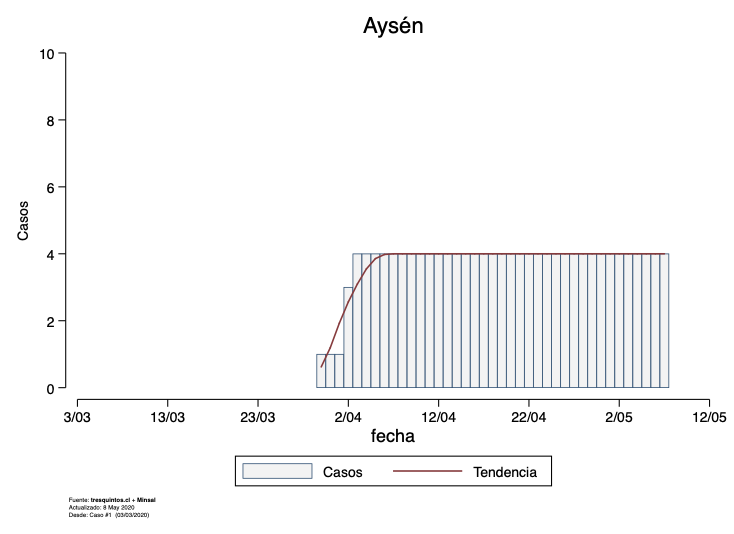 Aysén
10
8
6
4
2
0
Casos
3/03 13/03 23/03 2/04 12/04 22/04 2/05 12/05
fecha
Casos Tendencia
Fuente: tresquintos.cl + Minsal
Actualizado: 8 May 2020
Desde: Caso #1 (03/03/2020)